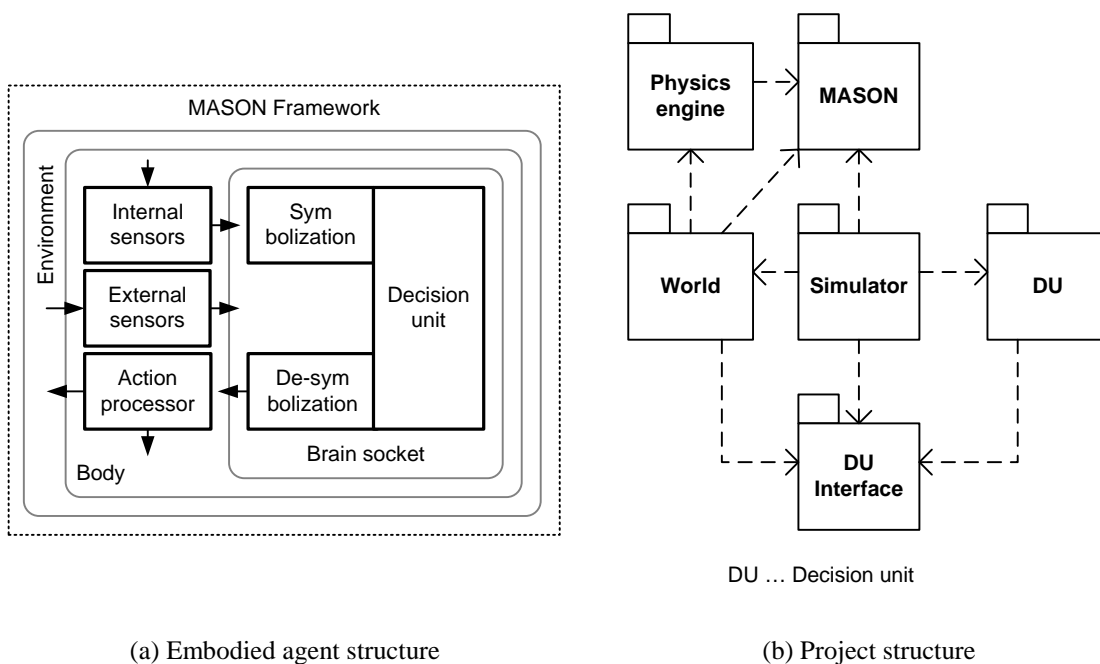 MASON Framework
Environment
Internal
sensors
External
sensors
Action
processor
Body
Sym
bolization
Decision
unit
De-sym
bolization
Brain socket
Physics
engine
MASON
World
Simulator
DU
DU
Interface
DU ... Decision unit
(a) Embodied agent structure
(b) Project structure